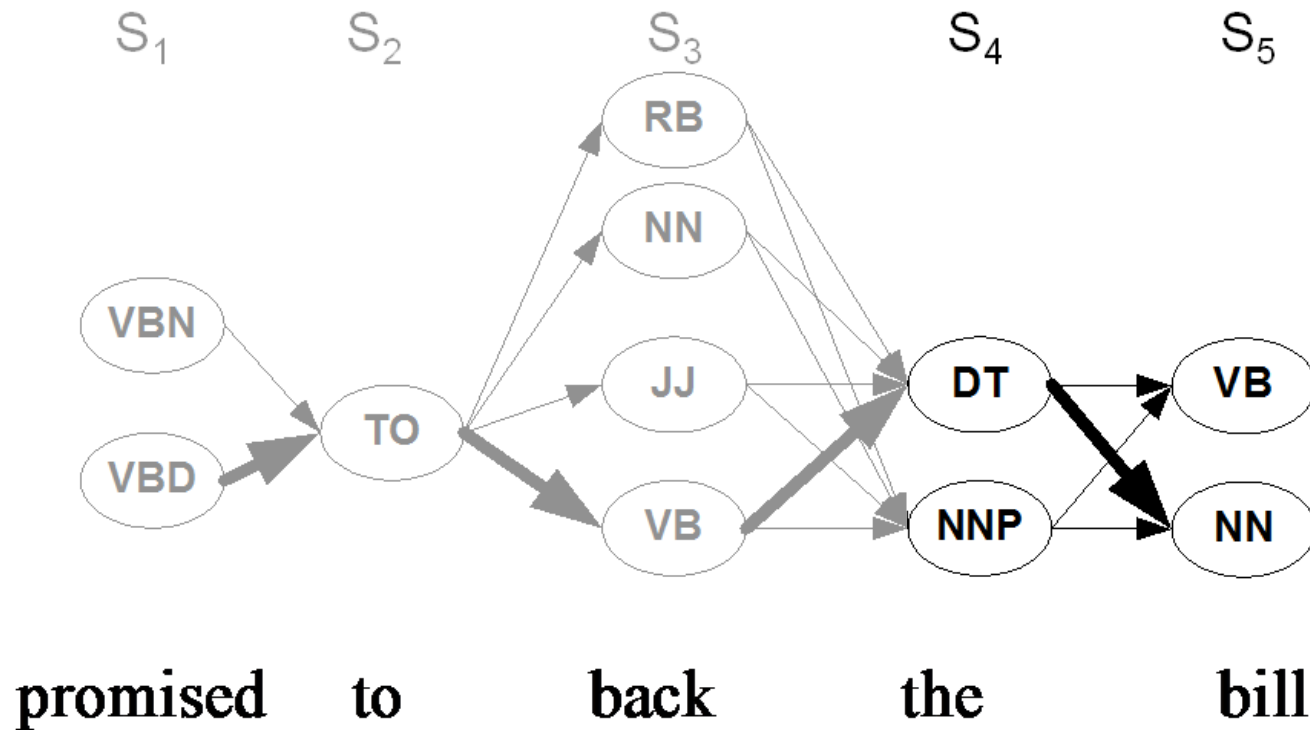 S₁ S₂ S₃ S₄ S₅
RB
NN
VBN
JJ DT VB
TO
VBD
VB NNP NN
promised to back the bill